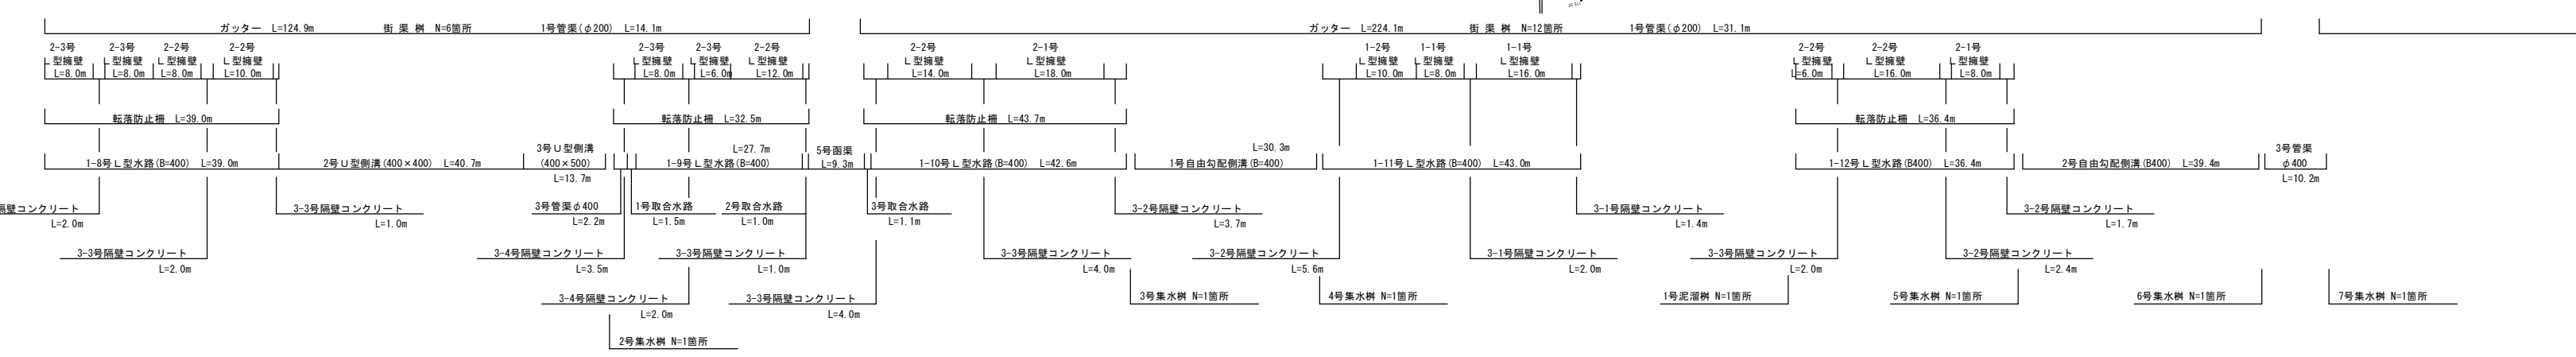 ガッター L=124.9m 街 渠 桝 N=6箇所 1号管渠(φ200) L=14.1m
ガッター L=224.1m 街 渠 桝 N=12箇所 1号管渠(φ200) L=31.1m
2-3号 2-3号 2-2号 2-2号 2-3号 2-3号 2-2号 2-2号 2-1号 1-2号 1-1号 1-1号 2-2号 2-2号 2-1号
L型擁壁 L型擁壁 L型擁壁 L型擁壁 L型擁壁 L型擁壁 L型擁壁 L型擁壁 L型擁壁 L型擁壁 L型擁壁 L型擁壁 L型擁壁 L型擁壁 L型擁壁
L=8.0m L=8.0m L=8.0m L=10.0m L=8.0m L=6.0m L=12.0m L=14.0m L=18.0m L=10.0m L=8.0m L=16.0m L=6.0m L=16.0m L=8.0m
転落防止柵 L=39.0m 転落防止柵 L=32.5m 転落防止柵 L=43.7m 転落防止柵 L=36.4m
3号U型側溝 L=27.7m 5号函渠 L=30.3m 3号管渠
1-8号L型水路(B=400) L=39.0m 2号U型側溝(400×400) L=40.7m (400×500) 1-9号L型水路(B=400) L=9.3m 1-10号L型水路(B=400) L=42.6m 1号自由勾配側溝(B=400) 1-11号L型水路(B=400) L=43.0m 1-12号L型水路(B400) L=36.4m 2号自由勾配側溝(B400) L=39.4m φ400
L=13.7m L=10.2m
隔壁コンクリート 3-3号隔壁コンクリート 3号管渠φ400 1号取合水路 2号取合水路 3号取合水路 3-2号隔壁コンクリート 3-1号隔壁コンクリート 3-2号隔壁コンクリート
L=2.0m L=1.0m L=2.2m L=1.5m L=1.0m L=1.1m L=3.7m L=1.4m L=1.7m
3-3号隔壁コンクリート 3-4号隔壁コンクリート 3-3号隔壁コンクリート 3-3号隔壁コンクリート 3-2号隔壁コンクリート 3-1号隔壁コンクリート 3-3号隔壁コンクリート 3-2号隔壁コンクリート
L=2.0m L=3.5m L=1.0m L=4.0m L=5.6m L=2.0m L=2.0m L=2.4m
3-4号隔壁コンクリート 3-3号隔壁コンクリート 3号集水桝 N=1箇所 4号集水桝 N=1箇所 1号泥溜桝 N=1箇所 5号集水桝 N=1箇所 6号集水桝 N=1箇所 7号集水桝 N=1箇所
L=2.0m L=4.0m
2号集水桝 N=1箇所